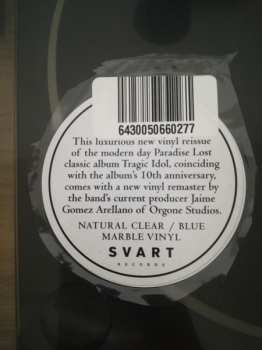 6430050660277
This luxurious new vinyl reissue
of the modern day Paradise Lost
classic album Tragic Idol, coinciding
with the album's 10th anniversary,
comes with a new vinyl remaster by
the band's current producer Jaime
Gomez Arellano of Orgone Studios.
NATURAL CLEAR / BLUE
MARBLE VINYL
SVART
RECORDS